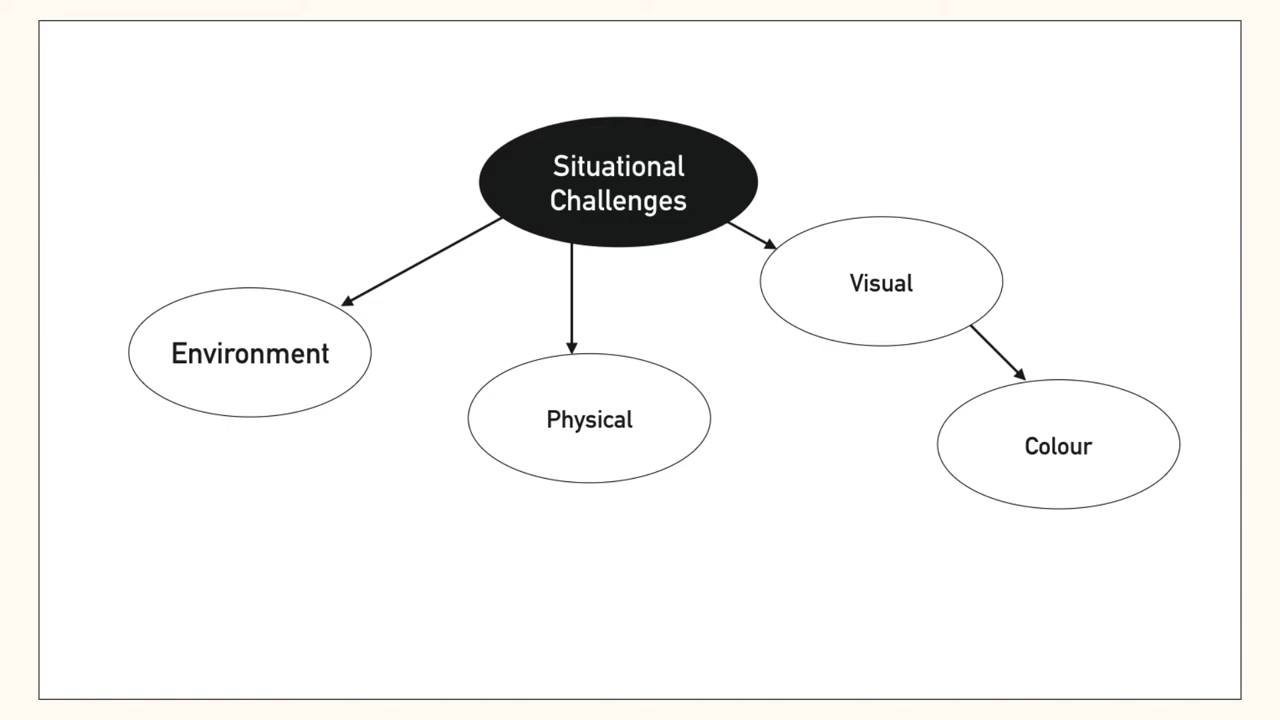 Situational
Challenges
Visual
Environment
Physical
Colour